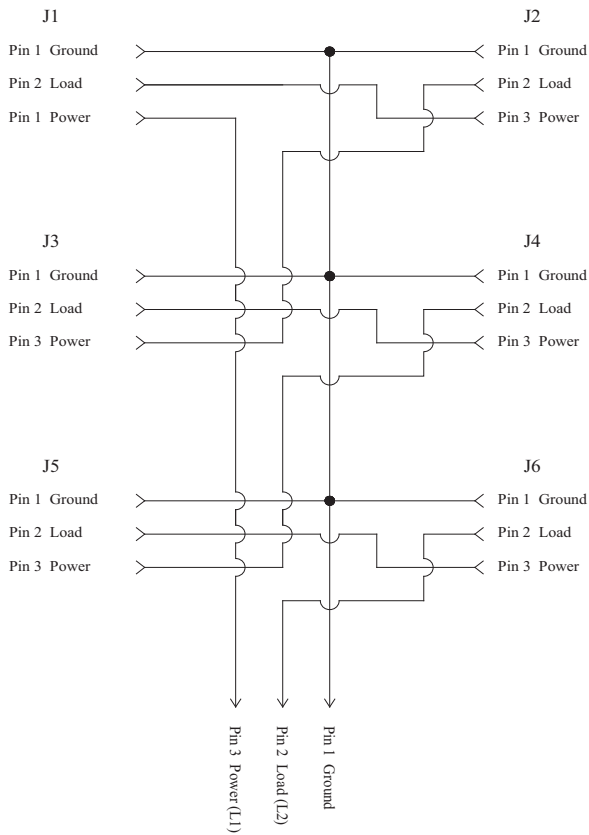 J1
J2
Pin 1 Ground
Pin 1 Ground
Pin 2 Load
Pin 2 Load
Pin 1 Power
Pin 3 Power
J3
J4
Pin 1 Ground
Pin 1 Ground
Pin 2 Load
Pin 2 Load
Pin 3 Power
Pin 3 Power
J5
J6
Pin 1 Ground
Pin 1 Ground
Pin 2 Load
Pin 2 Load
Pin 3 Power
Pin 3 Power
Pin 3 Power (L1)
Pin 2 Load (L2)
Pin 1 Ground